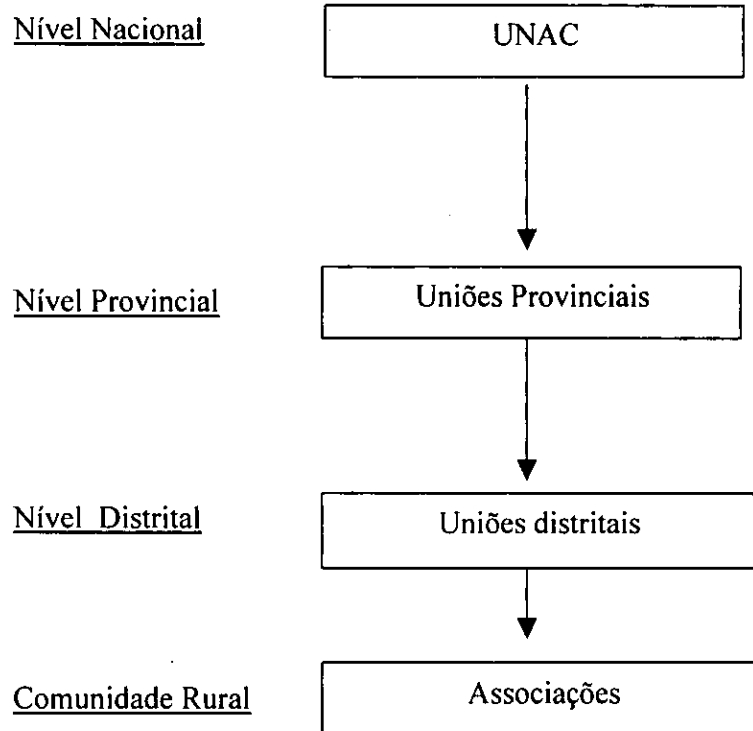 Nível Nacional
UNAC
Nível Provincial
Uniões Provinciais
Nível Distrital
Uniões distritais
Comunidade Rural
Associações